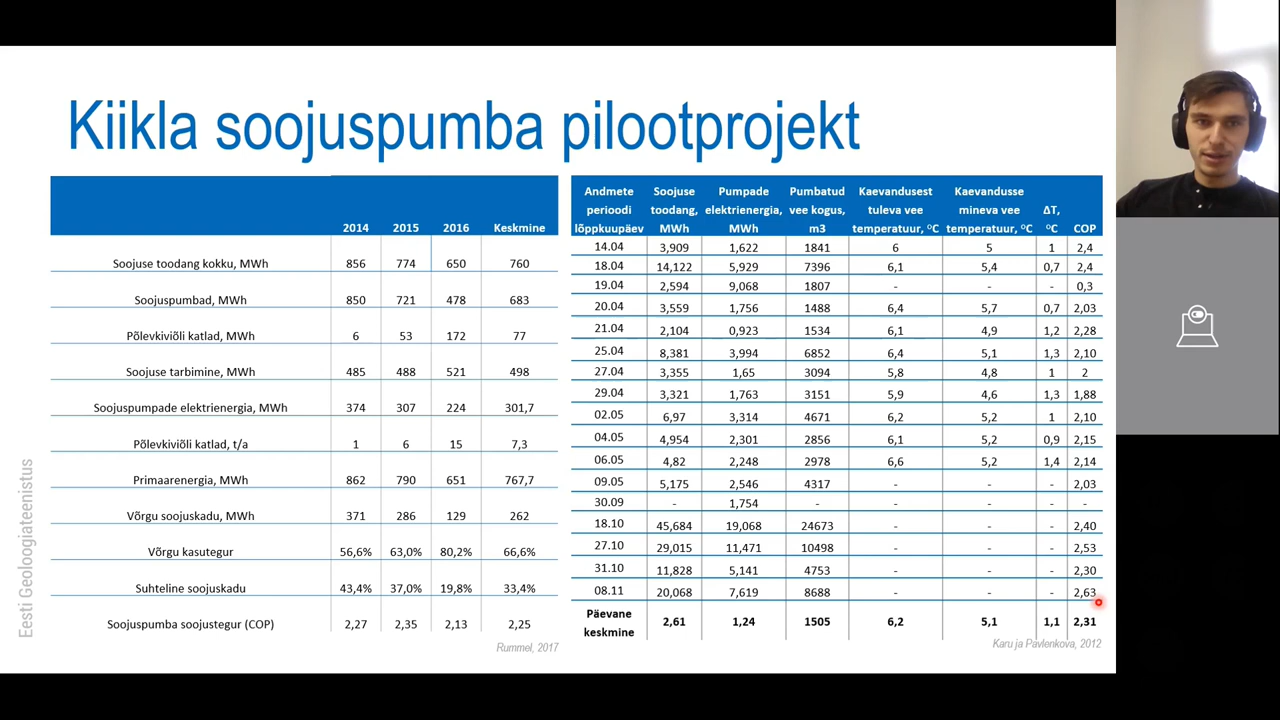 Kiikla soojuspumba pilootprojekt
2014 2015 2016 Keskmine
Soojuse toodang kokku, MWh 856 774 650 760
Soojuspumbad, MWh 850 721 478 683
Põlevkiviõli katlad, MWh 6 53 172 77
Soojuse tarbimine, MWh 485 488 521 498
Soojuspumpade elektrienergia, MWh 374 307 224 301,7
Põlevkiviõli katlad, t/a 1 6 15 7,3
Primaarenergia, MWh 862 790 651 767,7
Võrgu soojuskadu, MWh 371 286 129 262
Võrgu kasutegur 56,6% 63,0% 80,2% 66,6%
Suhteline soojuskadu 43,4% 37,0% 19,8% 33,4%
Soojuspumba soojustegur (COP) 2,27 2,35 2,13 2,25
Rummel, 2017
Andmete Soojuse Pumpade Pumbatud Kaevandusest Kaevandusse
perioodi toodang, elektrienergia, vee kogus, tuleva vee mineva vee ΔT,
lõppkuupäev MWh MWh m3 temperatuur, ᴼC temperatuur, ᴼC ᴼC COP
14.04 3,909 1,622 1841 6 5 1 2,4
18.04 14,122 5,929 7396 6,1 5,4 0,7 2,4
19.04 2,594 9,068 1807 - - - 0,3
20.04 3,559 1,756 1488 6,4 5,7 0,7 2,03
21.04 2,104 0,923 1534 6,1 4,9 1,2 2,28
25.04 8,381 3,994 6852 6,4 5,1 1,3 2,10
27.04 3,355 1,65 3094 5,8 4,8 1 2
29.04 3,321 1,763 3151 5,9 4,6 1,3 1,88
02.05 6,97 3,314 4671 6,2 5,2 1 2,10
04.05 4,954 2,301 2856 6,1 5,2 0,9 2,15
06.05 4,82 2,248 2978 6,6 5,2 1,4 2,14
09.05 5,175 2,546 4317 - - - 2,03
30.09 - 1,754 - - - - -
18.10 45,684 19,068 24673 - - - 2,40
27.10 29,015 11,471 10498 - - - 2,53
31.10 11,828 5,141 4753 - - - 2,30
08.11 20,068 7,619 8688 - - - 2,63
Päevane
keskmine 2,61 1,24 1505 6,2 5,1 1,1 2,31
Karu ja Pavlenkova, 2012
Eesti Geoloogiateenistus